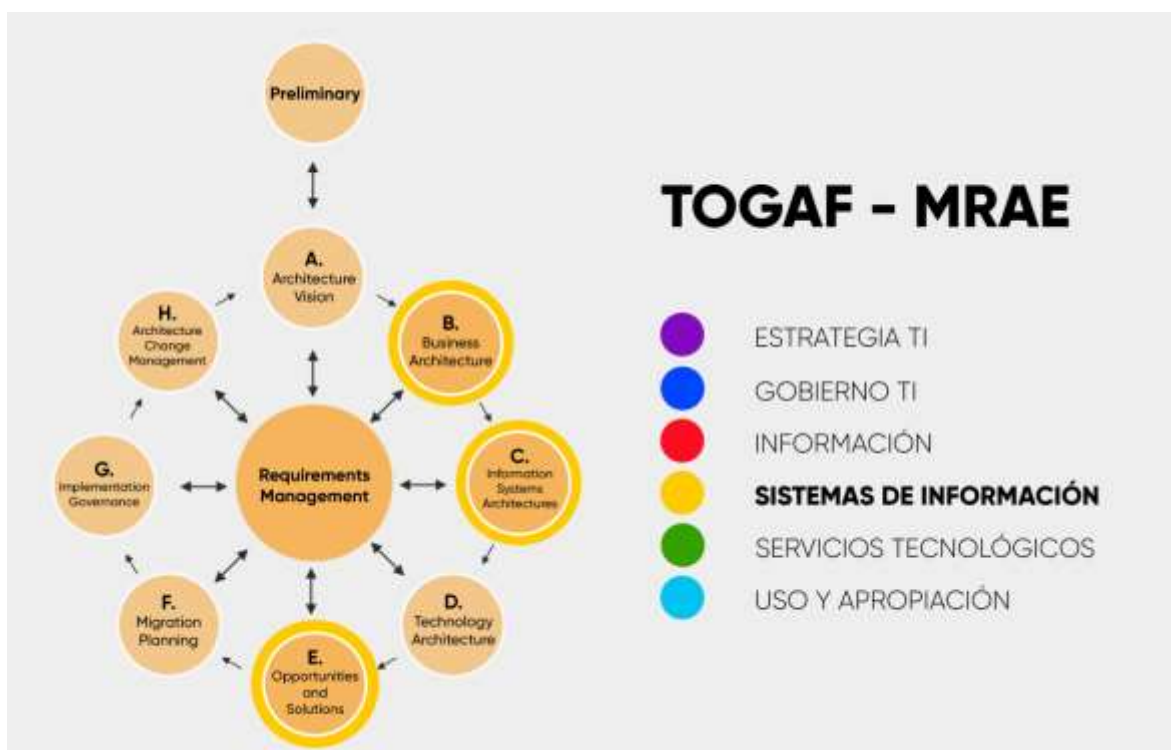 Preliminary
A.
Architecture
Vision
B.
Business
Architecture
C.
Information
Systems
Architectures
D.
Technology
Architecture
E.
Opportunities
and
Solutions
F.
Migration
Planning
G.
Implementation
Governance
H.
Architecture
Change
Management
Requirements
Management
TOGAF - MRAE
ESTRATEGIA TI
GOBIERNO TI
INFORMACIÓN
SISTEMAS DE INFORMACIÓN
SERVICIOS TECNOLÓGICOS
USO Y APROPIACIÓN